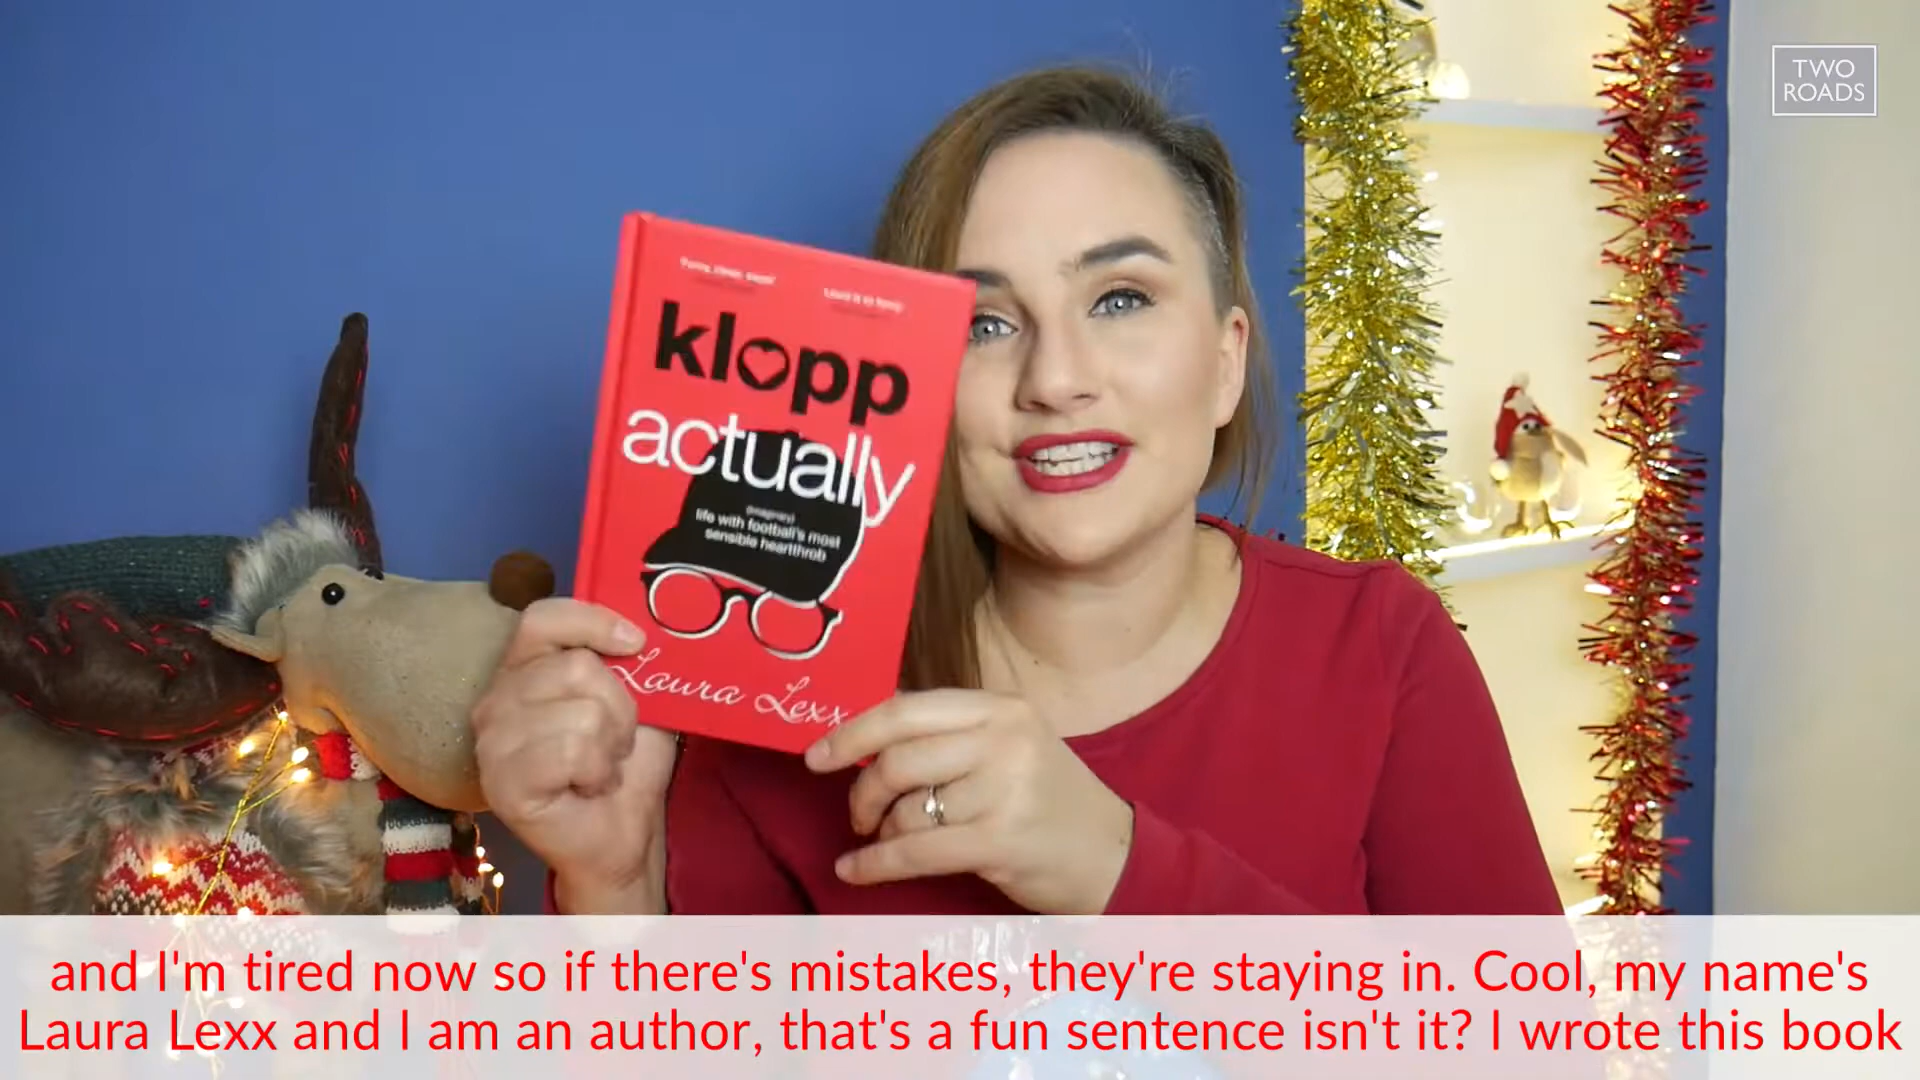 TWO
ROADS
klopp
actually
(imaginary)
life with football's most
sensible heartthrob
Laura Lexx
and I'm tired now so if there's mistakes, they're staying in. Cool, my name's
Laura Lexx and I am an author, that's a fun sentence isn't it? I wrote this book